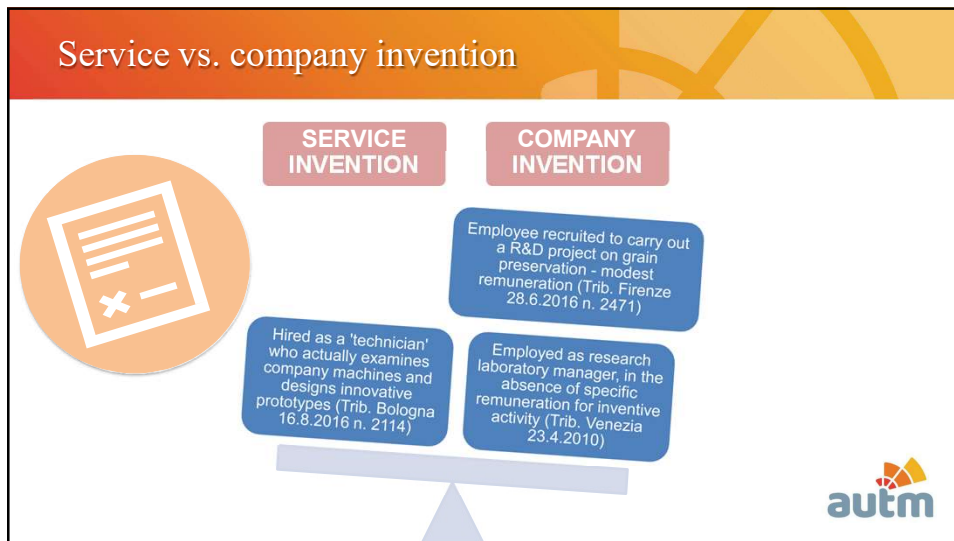 Service vs. company invention
SERVICE
INVENTION
COMPANY
INVENTION
Employee recruited to carry out
a R&D project on grain
preservation - modest
remuneration (Trib. Firenze
28.6.2016 n. 2471)
Hired as a 'technician'
who actually examines
company machines and
designs innovative
prototypes (Trib. Bologna
16.8.2016 n. 2114)
Employed as research
laboratory manager, in the
absence of specific
remuneration for inventive
activity (Trib. Venezia
23.4.2010)
autm